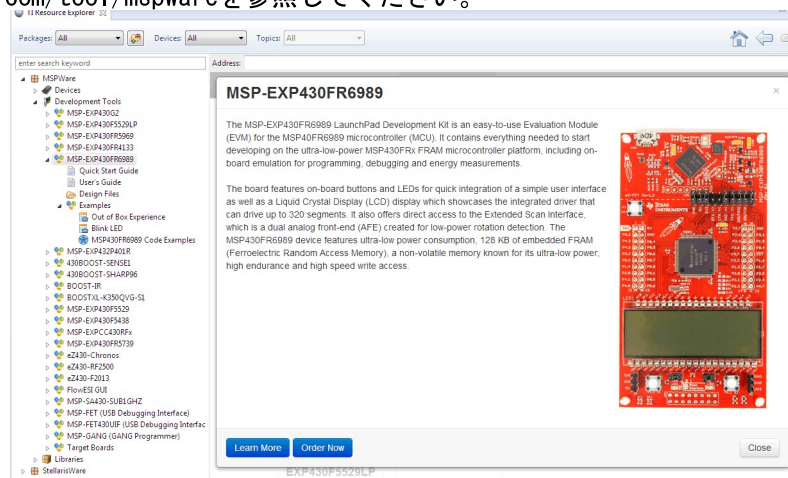 com/tool/mspwareを参照してください。
TI Resource Explorer
Packages: All Devices: All Topics: All
enter search keyword
Address:
MSPWare
Devices
Development Tools
MSP-EXP430G2
MSP-EXP430F5529LP
MSP-EXP430FR5969
MSP-EXP430FR4133
MSP-EXP430FR6989
Quick Start Guide
User's Guide
Design Files
Examples
Out of Box Experience
Blink LED
MSP430FR6989 Code Examples
MSP-EXP432P401R
430BOOST-SENSE1
430BOOST-SHARP96
BOOST-IR
BOOSTXL-K350QVG-S1
MSP-EXP430F5529
MSP-EXP430F5438
MSP-EXPCC430RFx
MSP-EXP430FR5739
eZ430-Chronos
eZ430-RF2500
eZ430-F2013
FlowESI GUI
MSP-SA430-SUB1GHZ
MSP-FET (USB Debugging Interface)
MSP-FET430UIF (USB Debugging Interfac
MSP-GANG (GANG Programmer)
Target Boards
Libraries
StellarisWare
MSP-EXP430FR6989
The MSP-EXP430FR6989 LaunchPad Development Kit is an easy-to-use Evaluation Module
(EVM) for the MSP40FR6989 microcontroller (MCU). It contains everything needed to start
developing on the ultra-low-power MSP430FRx FRAM microcontroller platform, including on-
board emulation for programming, debugging and energy measurements.
The board features on-board buttons and LEDs for quick integration of a simple user interface
as well as a Liquid Crystal Display (LCD) display which showcases the integrated driver that
can drive up to 320 segments. It also offers direct access to the Extended Scan Interface,
which is a dual analog front-end (AFE) created for low-power rotation detection. The
MSP430FR6989 device features ultra-low power consumption, 128 KB of embedded FRAM
(Ferroelectric Random Access Memory), a non-volatile memory known for its ultra-low power,
high endurance and high speed write access.
TEXAS
INSTRUMENTS
Learn More Order Now Close
EXP430F5529LP